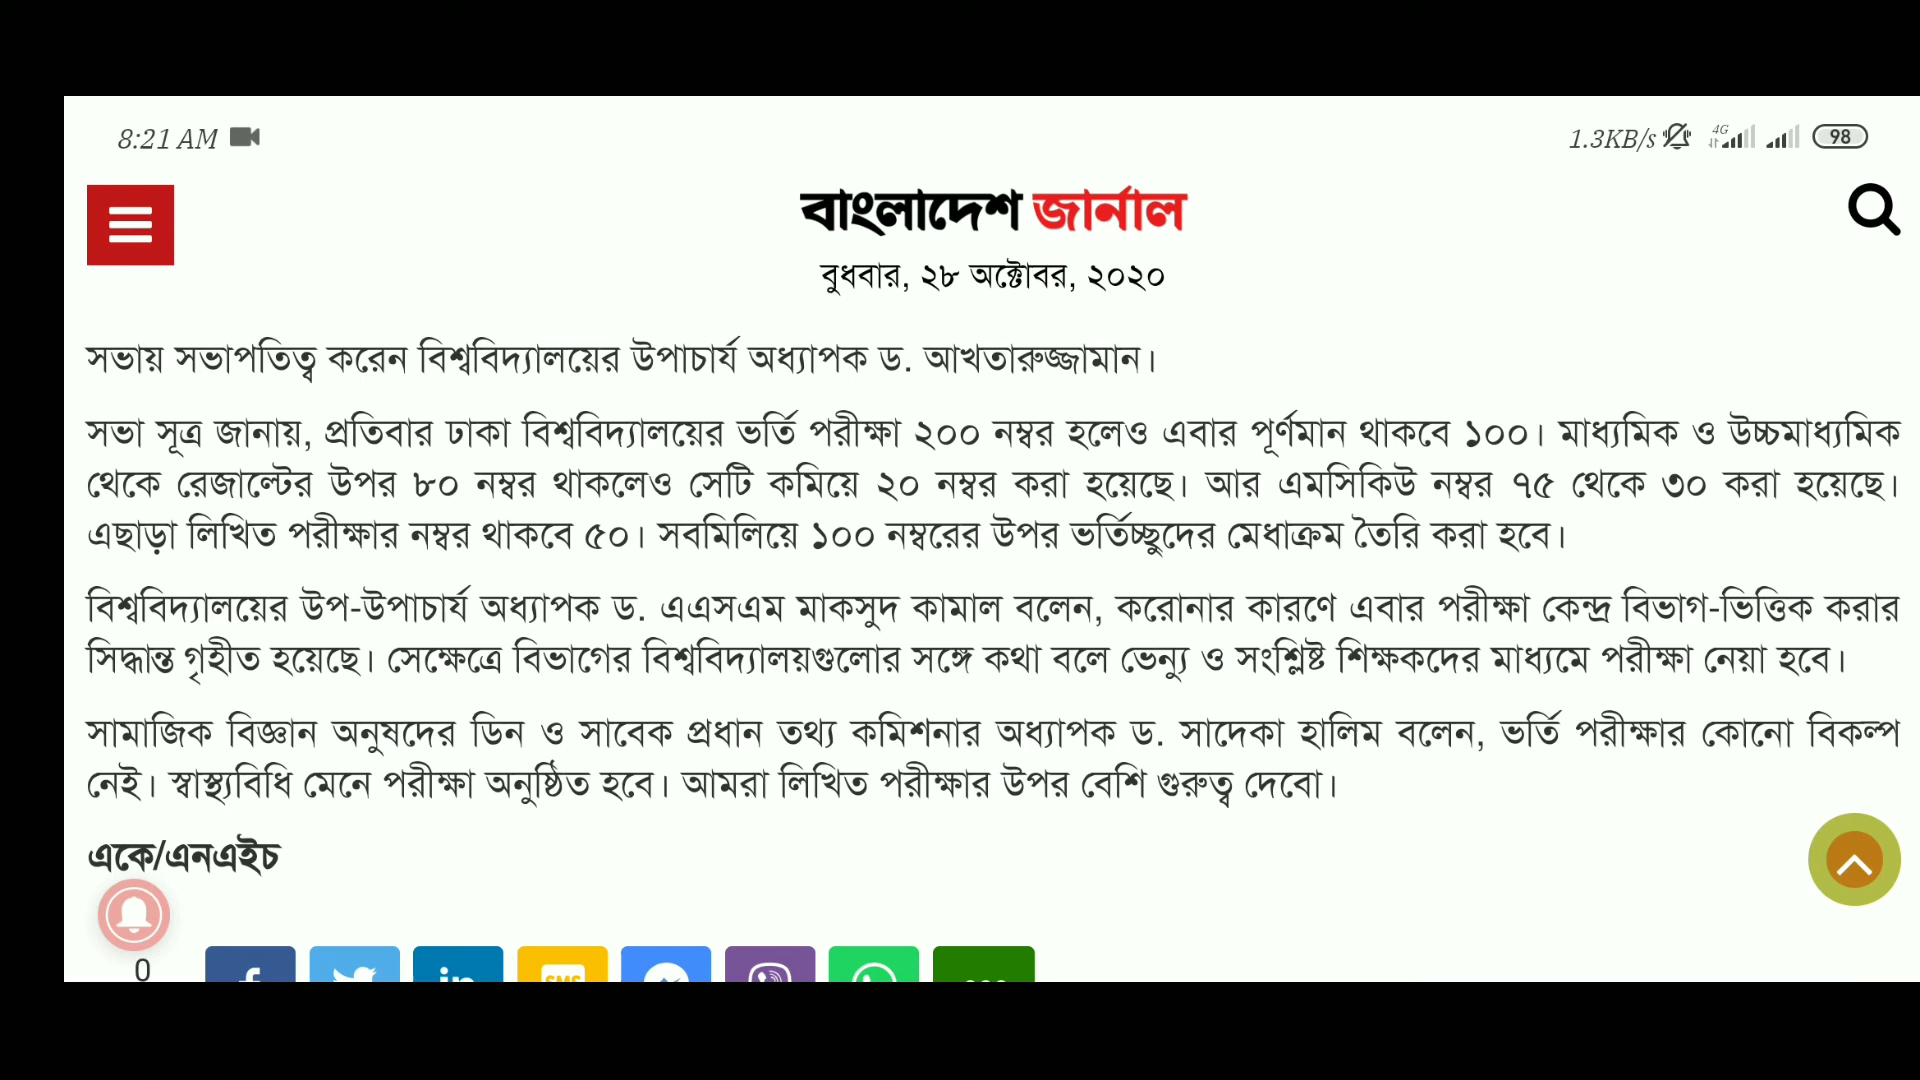 8:21 AM
1.3KB/s 4G 98
বাংলাদেশ জার্নাল
বুধবার, ২৮ অক্টোবর, ২০২০
সভায় সভাপতিত্ব করেন বিশ্ববিদ্যালয়ের উপাচার্য অধ্যাপক ড. আখতারুজ্জামান।
সভা সূত্র জানায়, প্রতিবার ঢাকা বিশ্ববিদ্যালয়ের ভর্তি পরীক্ষা ২০০ নম্বর হলেও এবার পূর্ণমান থাকবে ১০০। মাধ্যমিক ও উচ্চমাধ্যমিক
থেকে রেজাল্টের উপর ৮০ নম্বর থাকলেও সেটি কমিয়ে ২০ নম্বর করা হয়েছে। আর এমসিকিউ নম্বর ৭৫ থেকে ৩০ করা হয়েছে।
এছাড়া লিখিত পরীক্ষার নম্বর থাকবে ৫০। সবমিলিয়ে ১০০ নম্বরের উপর ভর্তিচ্ছুদের মেধাক্রম তৈরি করা হবে।
বিশ্ববিদ্যালয়ের উপ-উপাচার্য অধ্যাপক ড. এএসএম মাকসুদ কামাল বলেন, করোনার কারণে এবার পরীক্ষা কেন্দ্র বিভাগ-ভিত্তিক করার
সিদ্ধান্ত গৃহীত হয়েছে। সেক্ষেত্রে বিভাগের বিশ্ববিদ্যালয়গুলোর সঙ্গে কথা বলে ভেন্যু ও সংশ্লিষ্ট শিক্ষকদের মাধ্যমে পরীক্ষা নেয়া হবে।
সামাজিক বিজ্ঞান অনুষদের ডিন ও সাবেক প্রধান তথ্য কমিশনার অধ্যাপক ড. সাদেকা হালিম বলেন, ভর্তি পরীক্ষার কোনো বিকল্প
নেই। স্বাস্থ্যবিধি মেনে পরীক্ষা অনুষ্ঠিত হবে। আমরা লিখিত পরীক্ষার উপর বেশি গুরুত্ব দেবো।
একে/এনএইচ
0
SMS